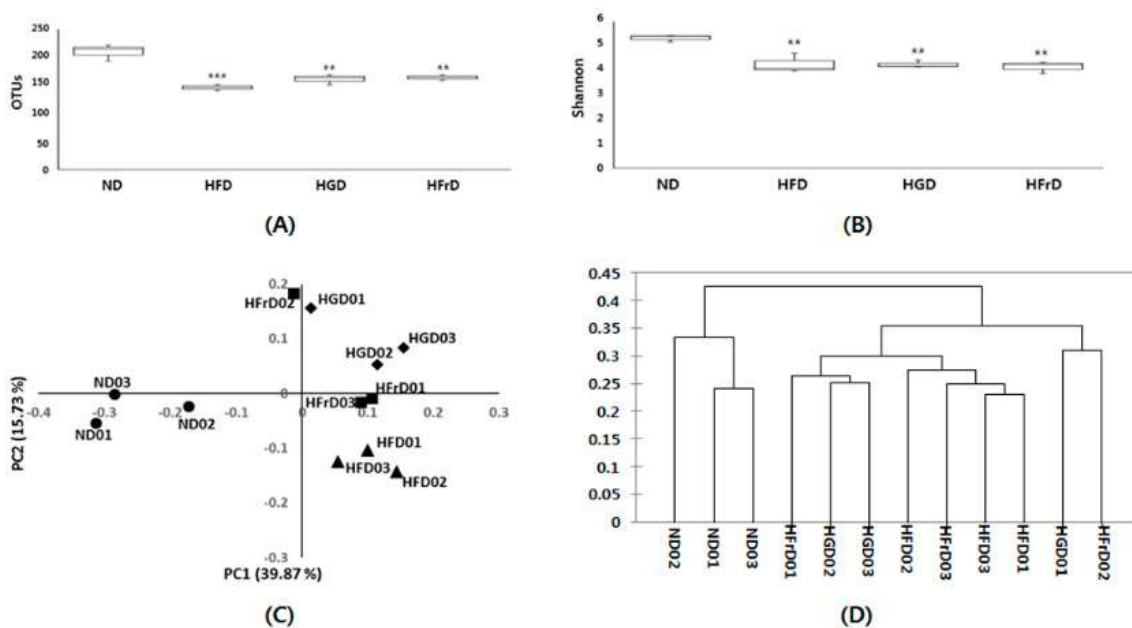 250
200
150
100
50
0
OTUs
***
**
**
ND
HFD
HGD
HFrD
(A)
6
5
4
3
2
1
0
Shannon
**
**
**
ND
HFD
HGD
HFrD
(B)
0.2
HFrD02
HGD01
0.1
HGD03
HGD02
ND03
0
HFrD01
-0.4
-0.3
-0.2
-0.1
0
HFrD03
0.1
0.2
0.3
ND01
ND02
-0.1
HFD01
HFD03
HFD02
-0.2
-0.3
PC2 (15.73 %)
PC1 (39.87 %)
(C)
0.45
0.4
0.35
0.3
0.25
0.2
0.15
0.1
0.05
0
ND02
ND01
ND03
HFrD01
HGD02
HGD03
HFD02
HFrD03
HFD03
HFD01
HGD01
HFrD02
(D)